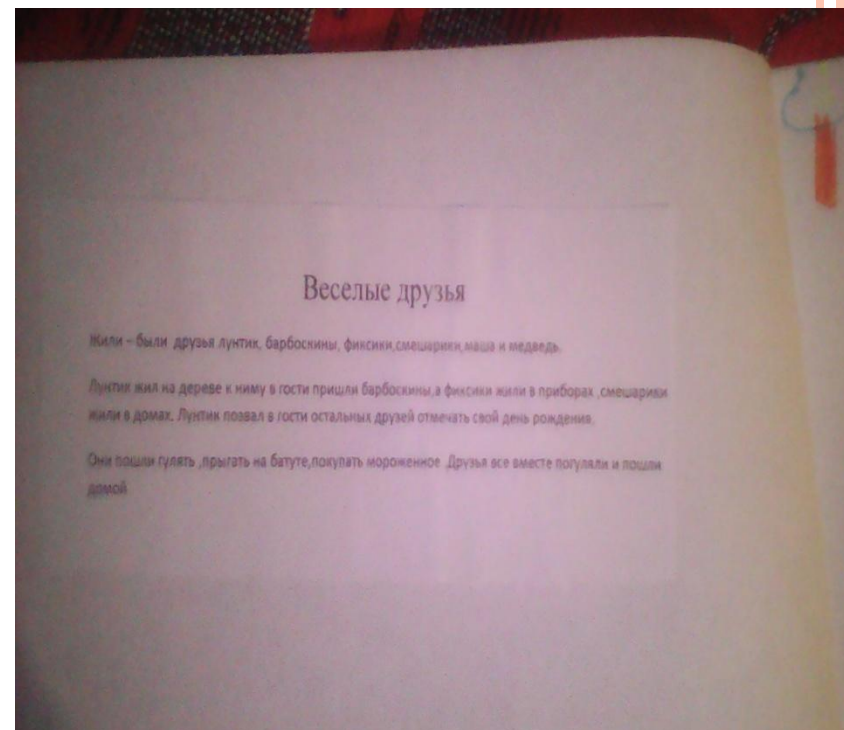 Веселые друзья
Жили – были друзья лунтик, барбоскины, фиксики,смешарики,маша и медведь.
Лунтик жил на дереве к ниму в гости пришли барбоскины,а фиксики жили в приборах ,смешарики
жили в домах. Лунтик позвал в гости остальных друзей отмечать свой день рождения.
Они пошли гулять ,прыгать на батуте,покупать мороженное .Друзья все вместе погуляли и пошли
домой